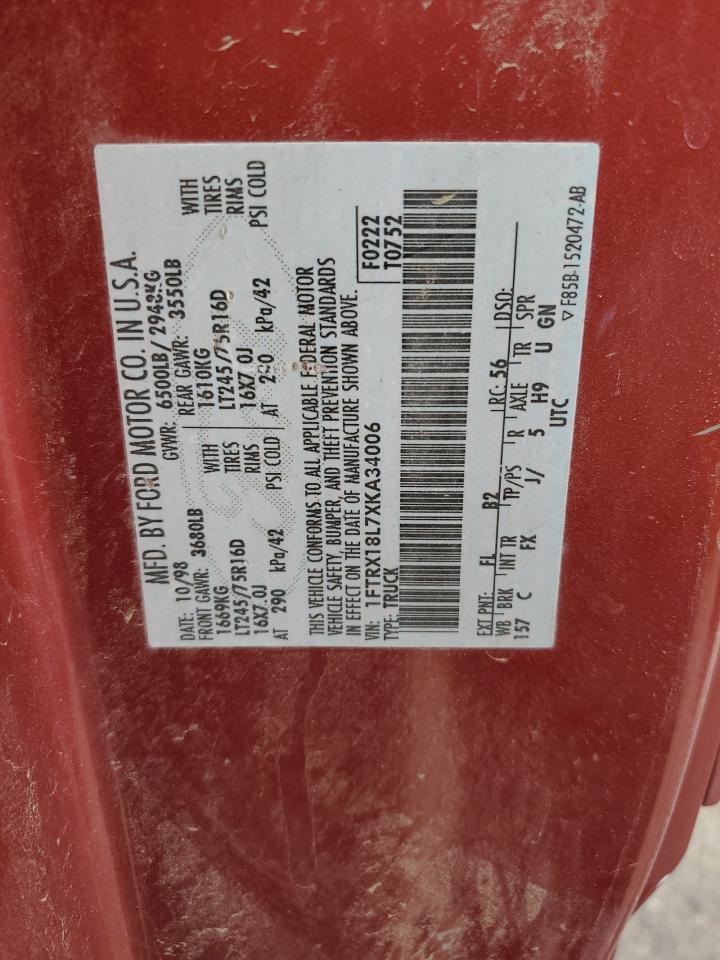 MFD. BY FORD MOTOR CO. IN U.S.A.
DATE: 10/98 GVWR: 6500LB/2948KG
FRONT GAWR: 3680LB REAR GAWR: 3550LB
1669KG WITH 1610KG WITH
LT245/75R16D TIRES LT245/75R16D TIRES
16X7.0J RIMS 16X7.0J RIMS
AT 290 kPa/42 PSI COLD AT 290 kPa/42 PSI COLD
THIS VEHICLE CONFORMS TO ALL APPLICABLE FEDERAL MOTOR
VEHICLE SAFETY, BUMPER, AND THEFT PREVENTION STANDARDS
IN EFFECT ON THE DATE OF MANUFACTURE SHOWN ABOVE.
VIN: 1FTRX18L7XKA34006 F0222
TYPE: TRUCK T0752
EXT PNT: FL B2 RC: 56 DSO:
WB BRK INT TR TP/PS R AXLE TR SPR
157 C FX J/ 5 H9 U GN
UTC
▽ F85B-1520472-AB